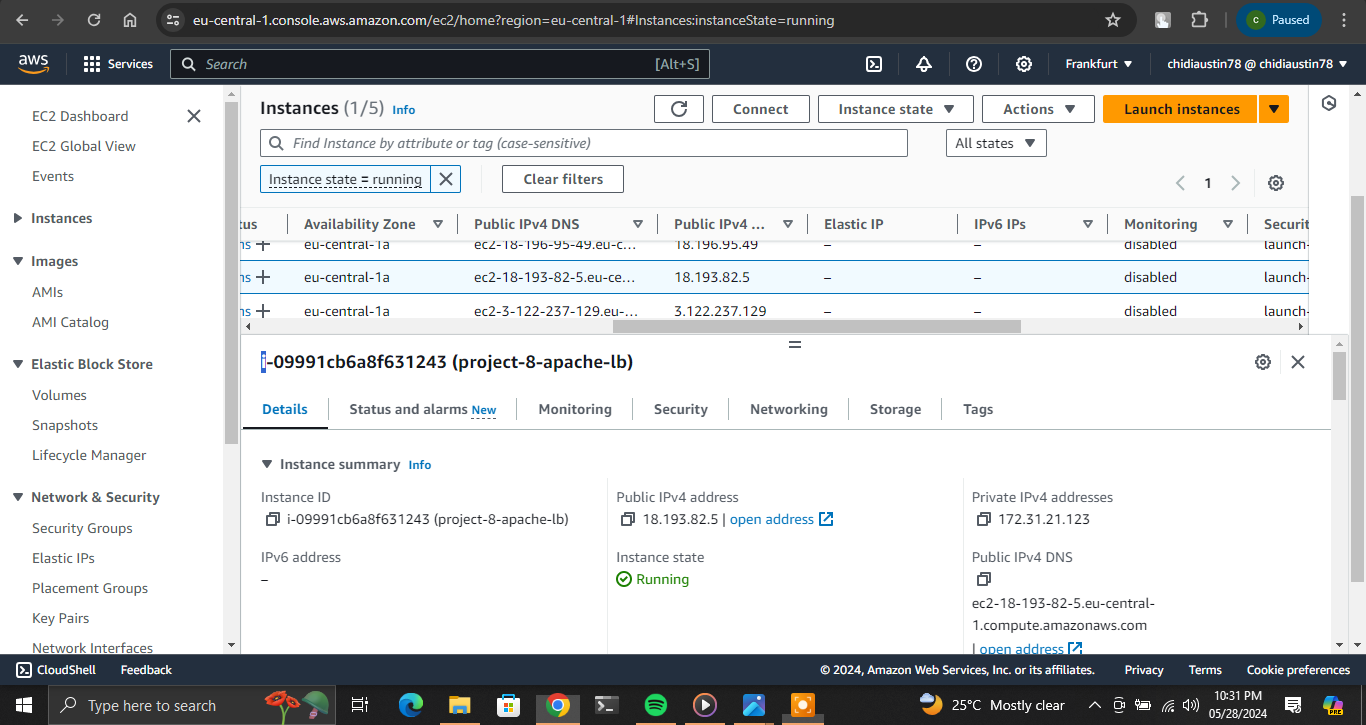 eu-central-1.console.aws.amazon.com/ec2/home?region=eu-central-1#Instances:instanceState=running
C Paused
aws Services Search [Alt+S] Frankfurt chidiaustin78 @ chidiaustin78
EC2 Dashboard
EC2 Global View
Events
Instances
Images
AMIs
AMI Catalog
Elastic Block Store
Volumes
Snapshots
Lifecycle Manager
Network & Security
Security Groups
Elastic IPs
Placement Groups
Key Pairs
Network Interfaces
Instances (1/5) Info
Connect Instance state Actions Launch instances
Find Instance by attribute or tag (case-sensitive) All states
Instance state = running Clear filters
1
tus Availability Zone Public IPv4 DNS Public IPv4 ... Elastic IP IPv6 IPs Monitoring Securit
ns eu-central-1a ec2-18-196-95-49.eu-c... 18.196.95.49 – – disabled launch-
ns eu-central-1a ec2-18-193-82-5.eu-ce... 18.193.82.5 – – disabled launch-
ns eu-central-1a ec2-3-122-237-129.eu-... 3.122.237.129 – – disabled launch-
i-09991cb6a8f631243 (project-8-apache-lb)
Details Status and alarms New Monitoring Security Networking Storage Tags
Instance summary Info
Instance ID
i-09991cb6a8f631243 (project-8-apache-lb)
Public IPv4 address
18.193.82.5 | open address
Private IPv4 addresses
172.31.21.123
IPv6 address
–
Instance state
Running
Public IPv4 DNS
ec2-18-193-82-5.eu-central-
1.compute.amazonaws.com
| open address
CloudShell Feedback © 2024, Amazon Web Services, Inc. or its affiliates. Privacy Terms Cookie preferences
Type here to search
25°C Mostly clear
10:31 PM
05/28/2024
PRE